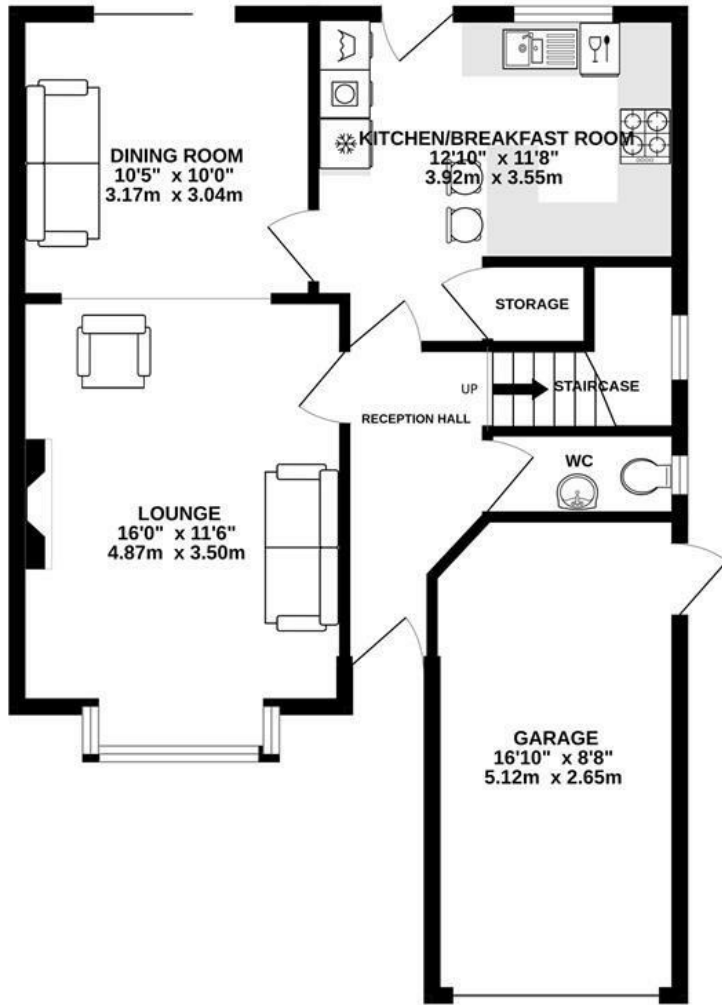 DINING ROOM
10'5" x 10'0"
3.17m x 3.04m
KITCHEN/BREAKFAST ROOM
12'10" x 11'8"
3.92m x 3.55m
STORAGE
UP
STAIRCASE
RECEPTION HALL
WC
LOUNGE
16'0" x 11'6"
4.87m x 3.50m
GARAGE
16'10" x 8'8"
5.12m x 2.65m